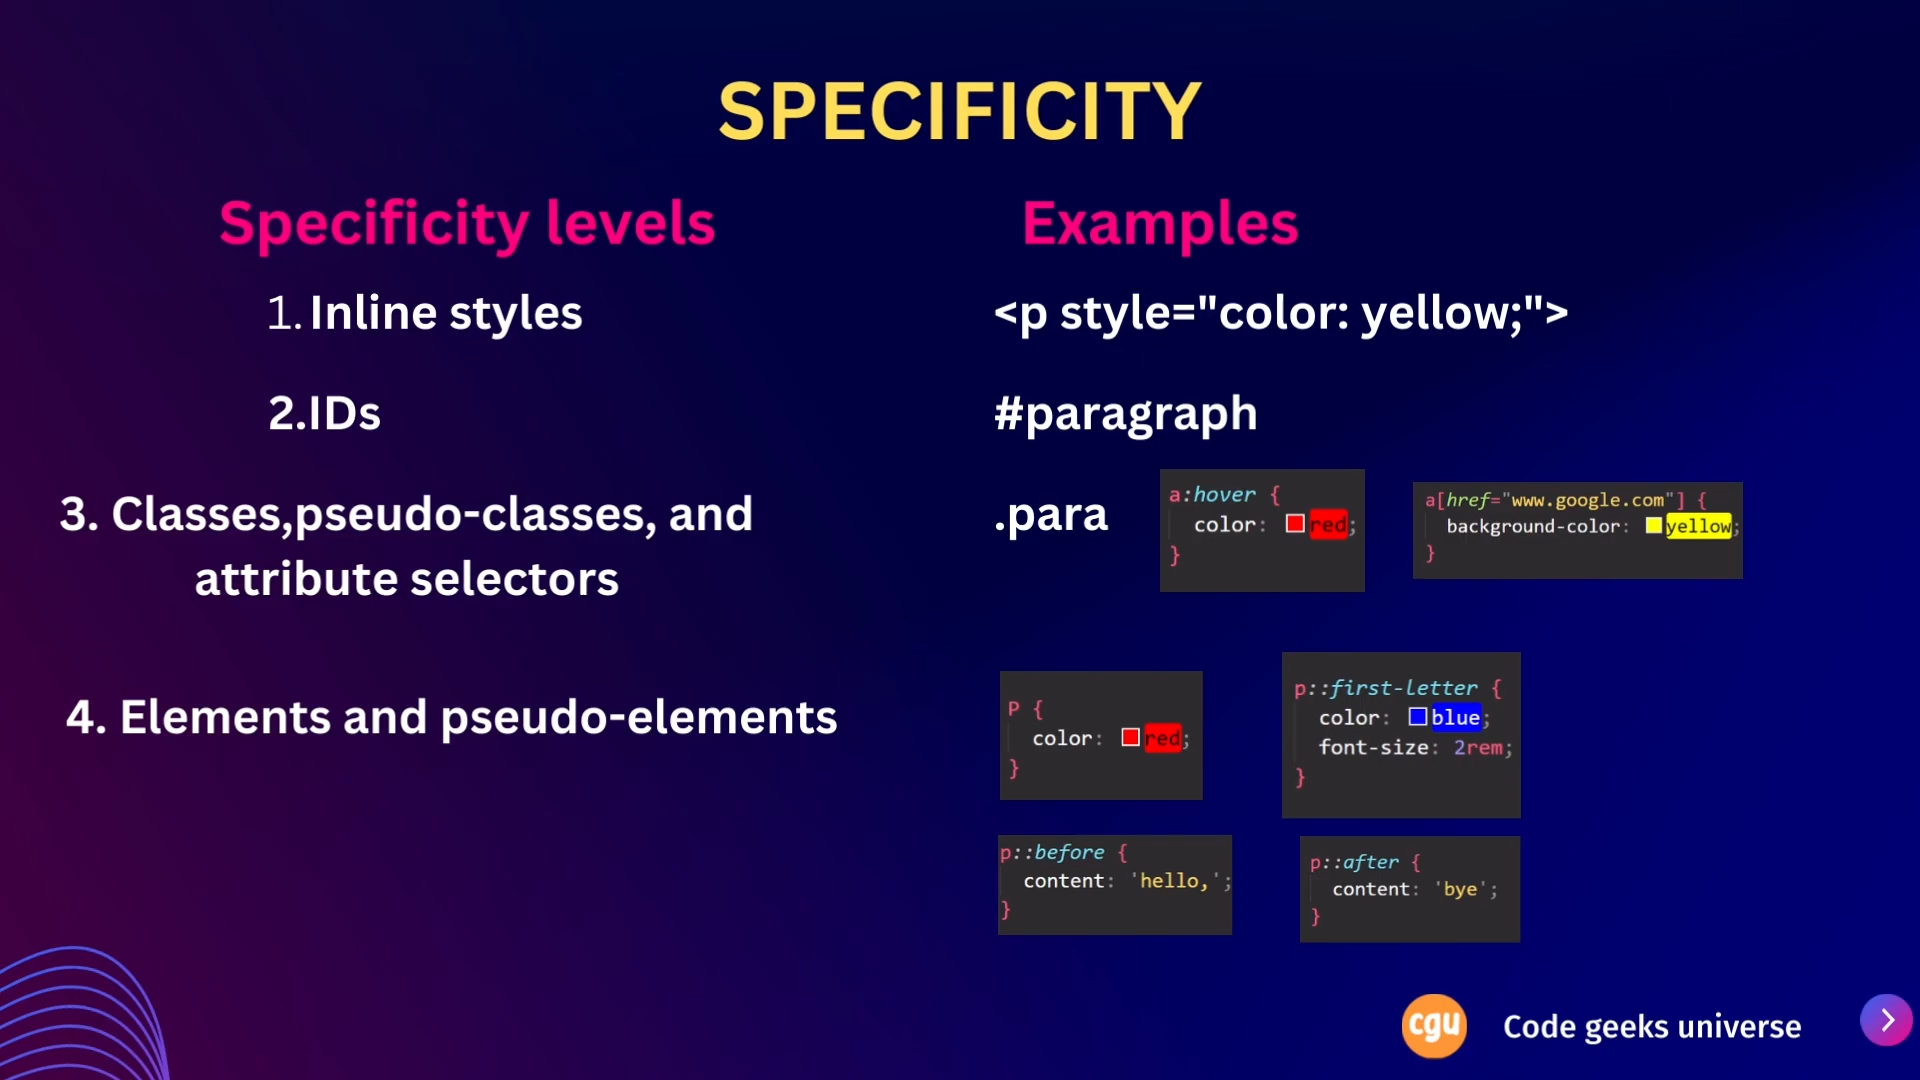 SPECIFICITY
Specificity levels
Examples
1. Inline styles
<p style="color: yellow;">
2.IDs
#paragraph
3. Classes,pseudo-classes, and
attribute selectors
.para
a:hover {
color: red;
}
a[href="www.google.com"] {
background-color: yellow;
}
4. Elements and pseudo-elements
P {
color: red;
}
p::first-letter {
color: blue;
font-size: 2rem;
}
p::before {
content: 'hello,';
}
p::after {
content: 'bye';
}
cgu
Code geeks universe